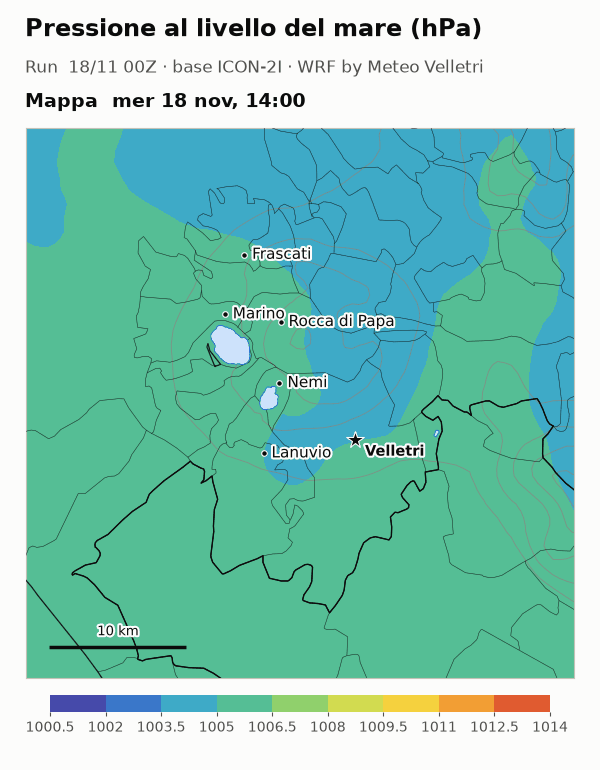 Pressione al livello del mare (hPa)
Run  18/11 00Z · base ICON-2I · WRF by Meteo Velletri
Mappa  mer 18 nov, 14:00
Frascati
Marino
Rocca di Papa
Nemi
Lanuvio
Velletri
10 km
1000.5 1002 1003.5 1005 1006.5 1008 1009.5 1011 1012.5 1014